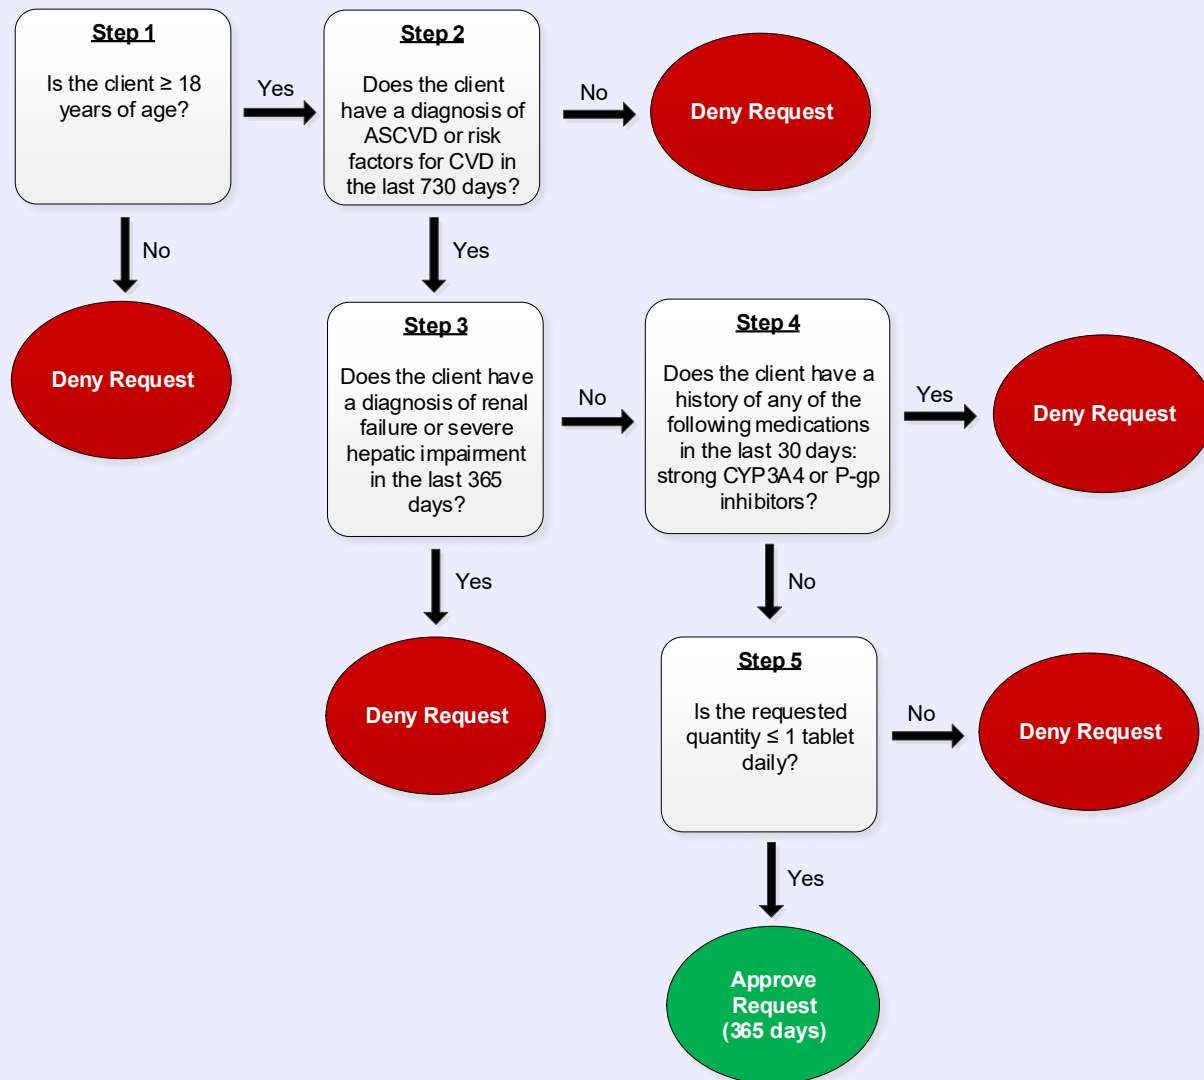 Step 1
Is the client ≥ 18
years of age?
Yes
No
Deny Request
Step 2
Does the client
have a diagnosis of
ASCVD or risk
factors for CVD in
the last 730 days?
No
Deny Request
Yes
Step 3
Does the client have
a diagnosis of renal
failure or severe
hepatic impairment
in the last 365
days?
No
Yes
Deny Request
Step 4
Does the client have a
history of any of the
following medications
in the last 30 days:
strong CYP3A4 or P-gp
inhibitors?
Yes
Deny Request
No
Step 5
Is the requested
quantity ≤ 1 tablet
daily?
No
Deny Request
Yes
Approve
Request
(365 days)